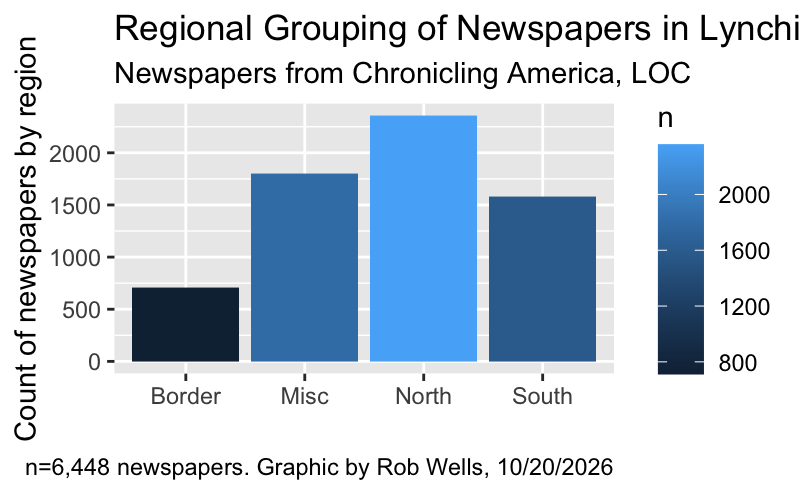 Regional Grouping of Newspapers in Lynchi
Newspapers from Chronicling America, LOC
Count of newspapers by region
2000
1500
1000
500
0
Border Misc North South
n
2000
1600
1200
800
n=6,448 newspapers. Graphic by Rob Wells, 10/20/2026